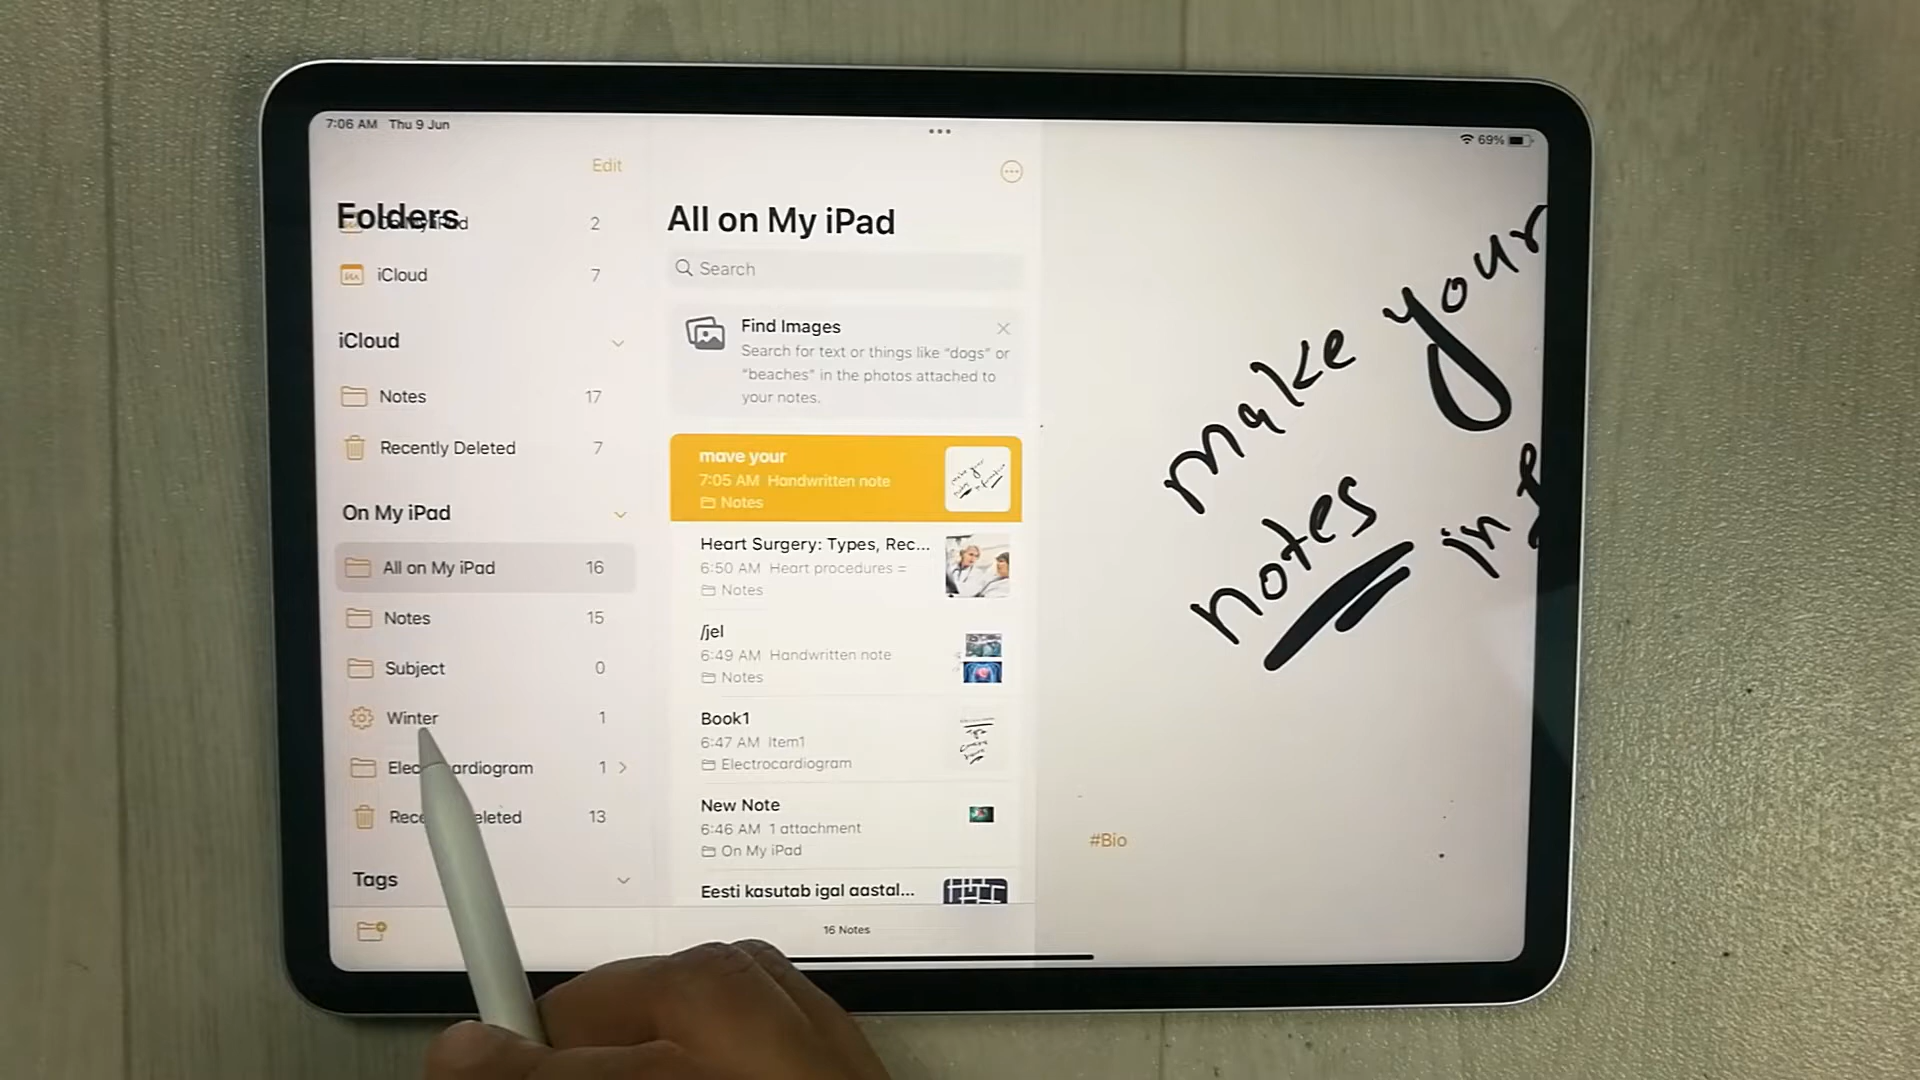 7:06 AM Thu 9 Jun
69%
Edit
Folders
On My iPad 2
iCloud 7
iCloud
Notes 17
Recently Deleted 7
On My iPad
All on My iPad 16
Notes 15
Subject 0
Winter 1
1
13
Tags
All on My iPad
Search
Find Images
Search for text or things like "dogs" or
"beaches" in the photos attached to
your notes.
mave your
7:05 AM Handwritten note
Notes
Heart Surgery: Types, Rec...
6:50 AM Heart procedures =
Notes
/jel
6:49 AM Handwritten note
Notes
Book1
6:47 AM Item1
Electrocardiogram
New Note
6:46 AM 1 attachment
On My iPad
Eesti kasutab igal aastal...
16 Notes
make your
notes in
#Bio